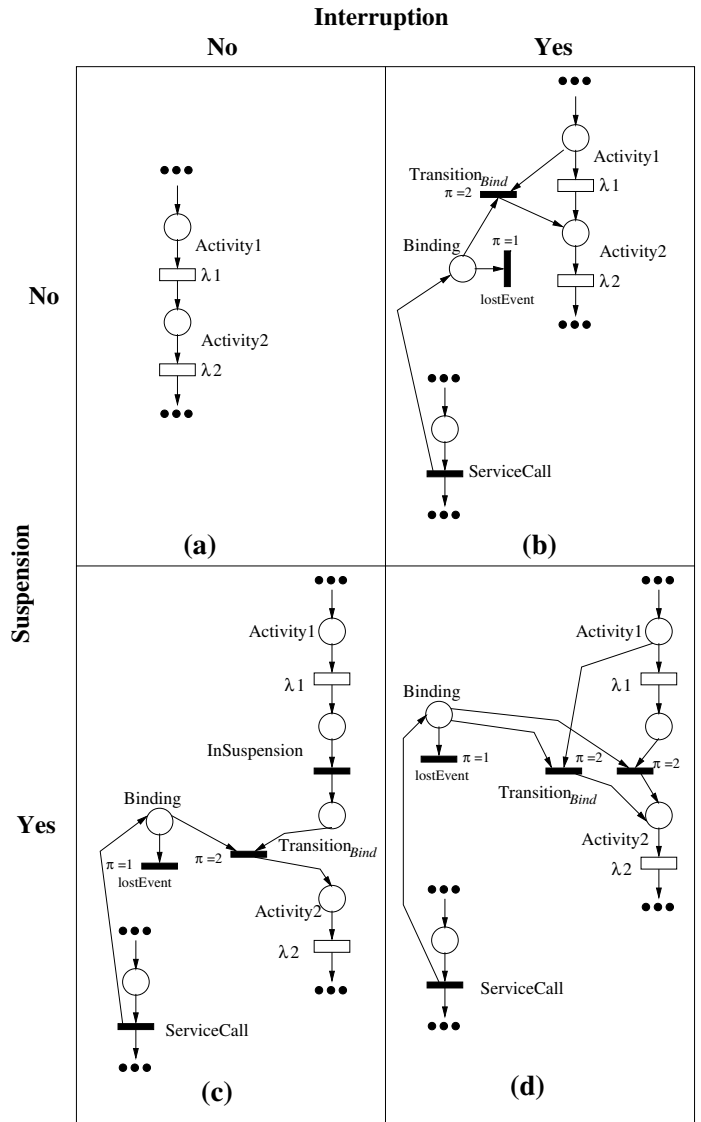 Interruption
No
Yes
Suspension
No
Yes
Activity1
λ1
Activity2
λ2
(a)
Activity1
Transition Bind
π =2
λ1
Binding
π =1
Activity2
lostEvent
λ2
ServiceCall
(b)
Activity1
λ1
InSuspension
Binding
Transition Bind
π =1
π =2
lostEvent
Activity2
λ2
ServiceCall
(c)
Activity1
λ1
Binding
π =1
π =2
π =2
lostEvent
Transition Bind
Activity2
λ2
ServiceCall
(d)